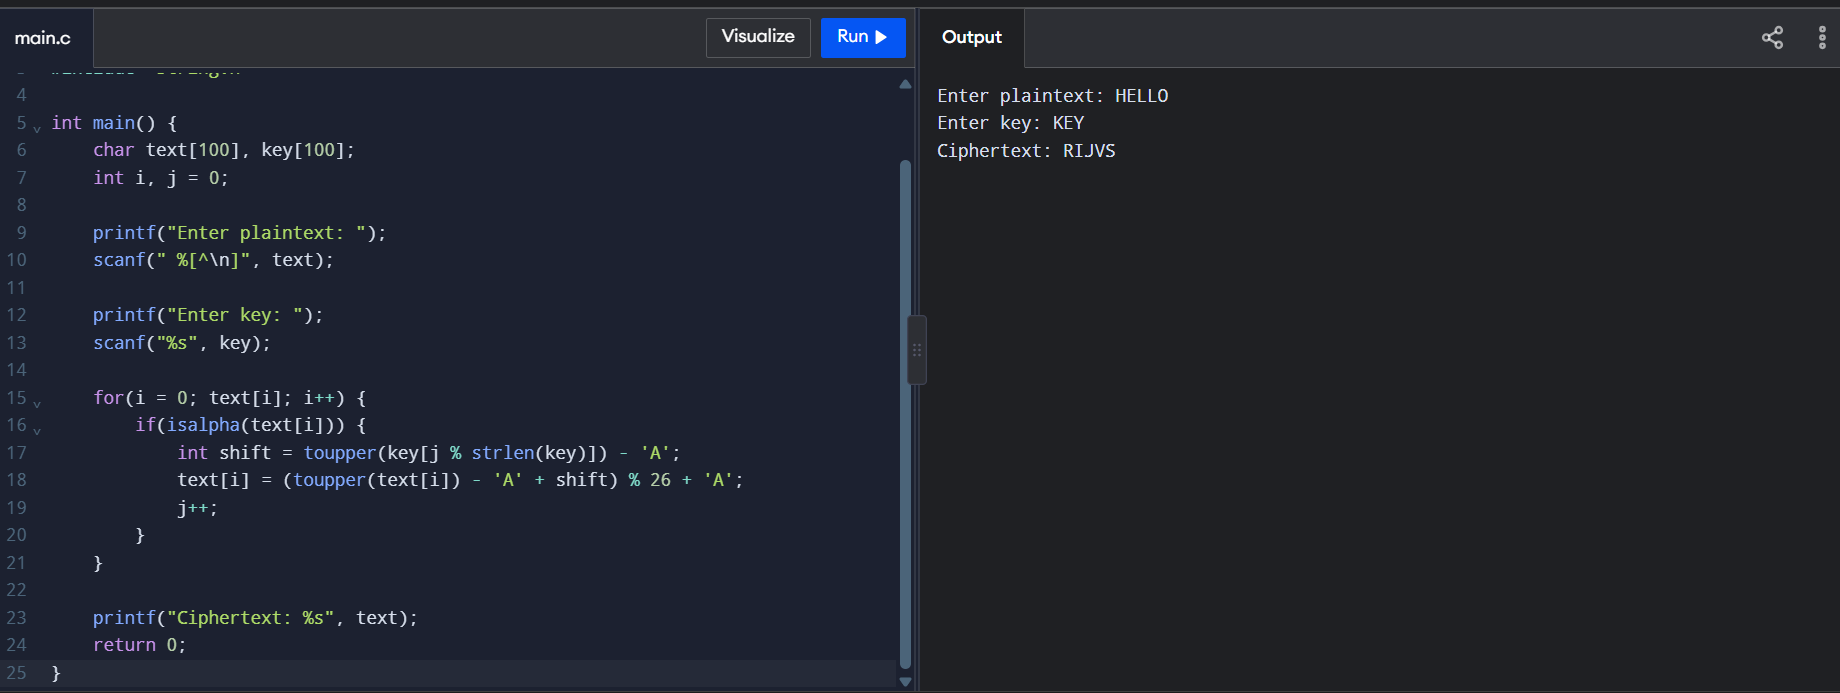 main.c
Visualize
Run
4
5 int main() {
6     char text[100], key[100];
7     int i, j = 0;
8
9     printf("Enter plaintext: ");
10     scanf(" %[^\n]", text);
11
12     printf("Enter key: ");
13     scanf("%s", key);
14
15     for(i = 0; text[i]; i++) {
16         if(isalpha(text[i])) {
17             int shift = toupper(key[j % strlen(key)]) - 'A';
18             text[i] = (toupper(text[i]) - 'A' + shift) % 26 + 'A';
19             j++;
20         }
21     }
22
23     printf("Ciphertext: %s", text);
24     return 0;
25 }
Output
Enter plaintext: HELLO
Enter key: KEY
Ciphertext: RIJVS